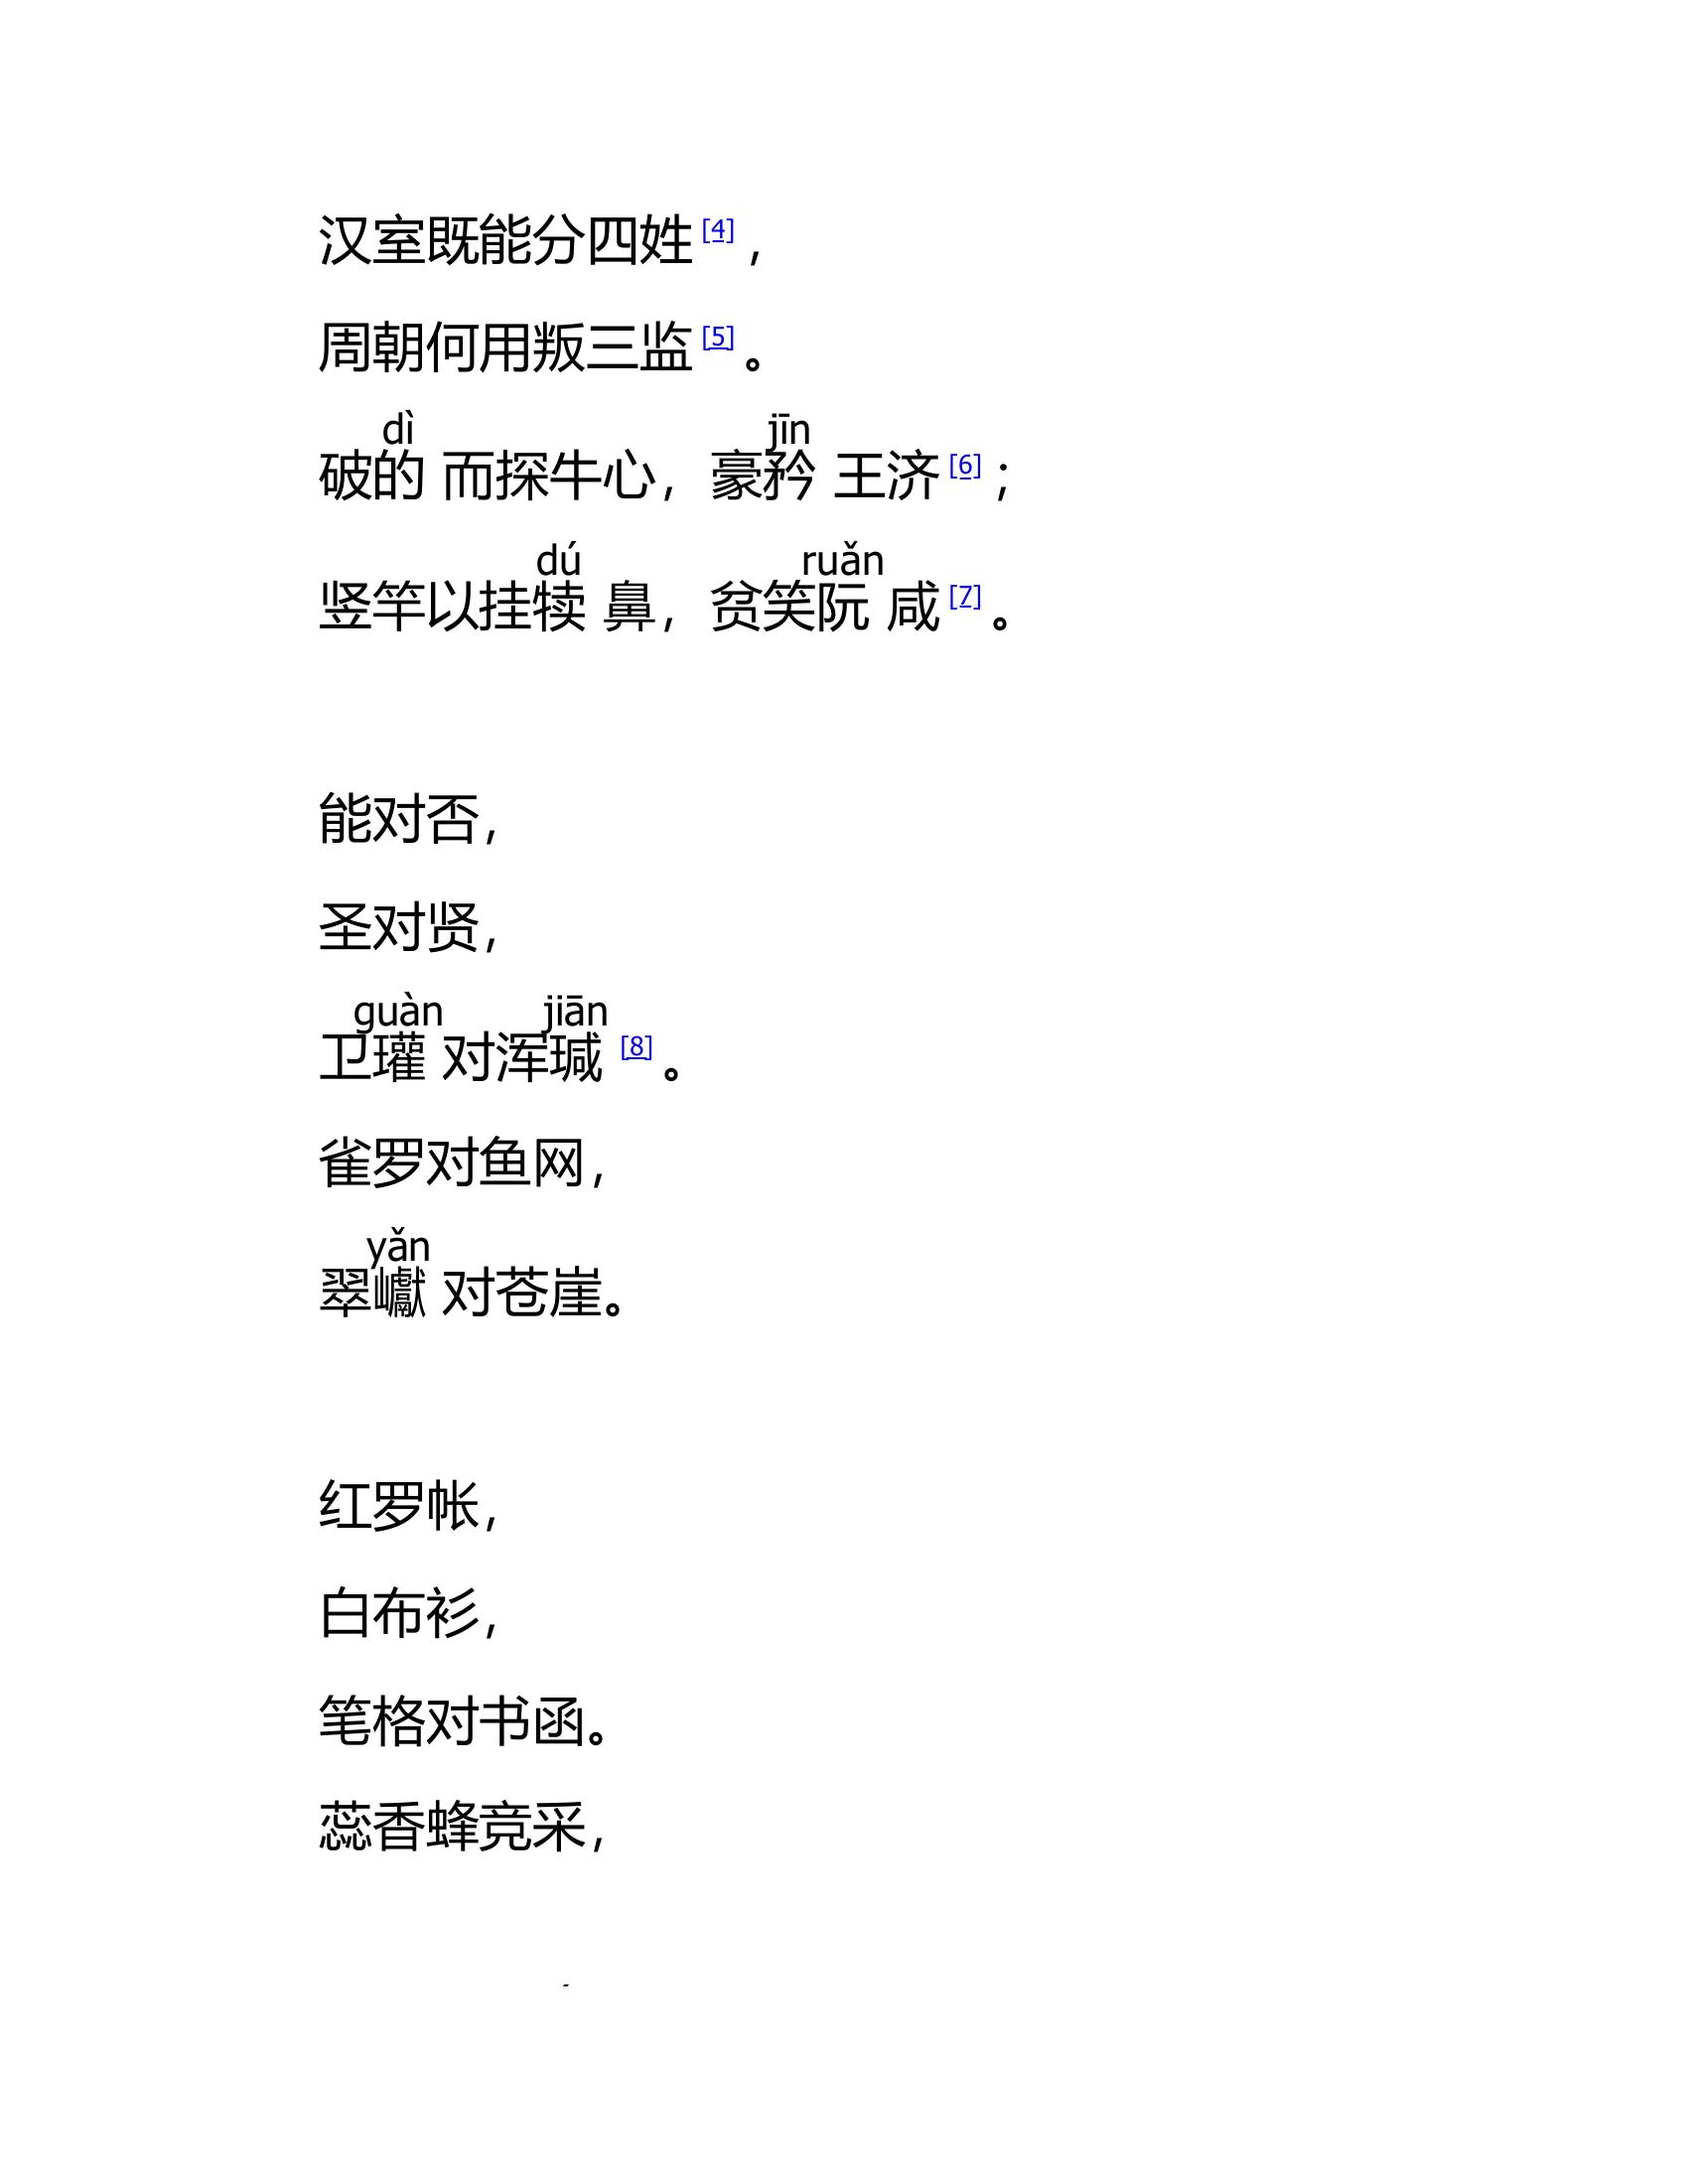 汉室既能分四姓[4]，
周朝何用叛三监[5]。
dì jīn
破的 而探牛心，豪矜 王济[6]；
dú ruǎn
竖竿以挂犊 鼻，贫笑阮 咸[7]。
能对否，
圣对贤，
guàn jiān
卫瓘 对浑瑊 [8]。
雀罗对鱼网，
yǎn
翠巘 对苍崖。
红罗帐，
白布衫，
笔格对书函。
蕊香蜂竞采，